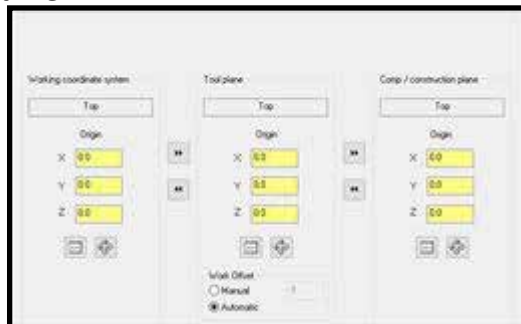 Working coordinate system
Top
Origin
X 0.0
Y 0.0
Z 0.0
Tool plane
Top
Origin
X 0.0
Y 0.0
Z 0.0
Work Offset
Manual -1
Automatic
Comp / construction plane
Top
Origin
X 0.0
Y 0.0
Z 0.0